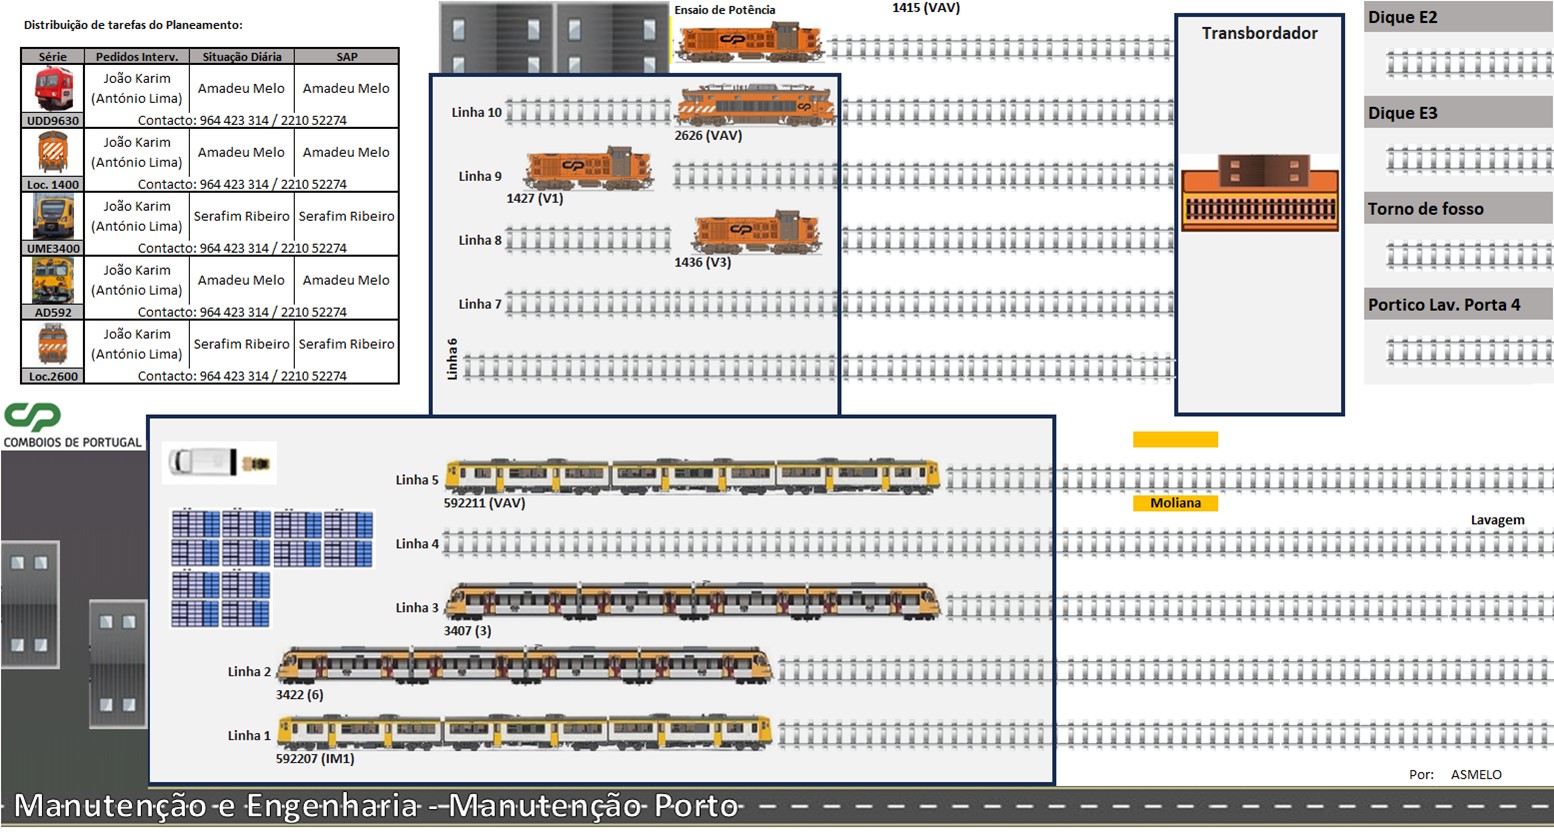 Distribuição de tarefas do Planeamento:
Série Pedidos Interv. Situação Diária SAP
João Karim
(António Lima) Amadeu Melo Amadeu Melo
UDD9630 Contacto: 964 423 314 / 2210 52274
João Karim
(António Lima) Amadeu Melo Amadeu Melo
Loc. 1400 Contacto: 964 423 314 / 2210 52274
João Karim
(António Lima) Serafim Ribeiro Serafim Ribeiro
UME3400 Contacto: 964 423 314 / 2210 52274
João Karim
(António Lima) Amadeu Melo Amadeu Melo
AD592 Contacto: 964 423 314 / 2210 52274
João Karim
(António Lima) Serafim Ribeiro Serafim Ribeiro
Loc.2600 Contacto: 964 423 314 / 2210 52274
CP
COMBOIOS DE PORTUGAL
Ensaio de Potência
1415 (VAV)
Linha 10
2626 (VAV)
Linha 9
1427 (V1)
Linha 8
1436 (V3)
Linha 7
Linha 6
Transbordador
Dique E2
Dique E3
Torno de fosso
Portico Lav. Porta 4
Linha 5
592211 (VAV)
Moliana
Lavagem
Linha 4
Linha 3
3407 (3)
Linha 2
3422 (6)
Linha 1
592207 (IM1)
Por: ASMELO
Manutenção e Engenharia - Manutenção Porto